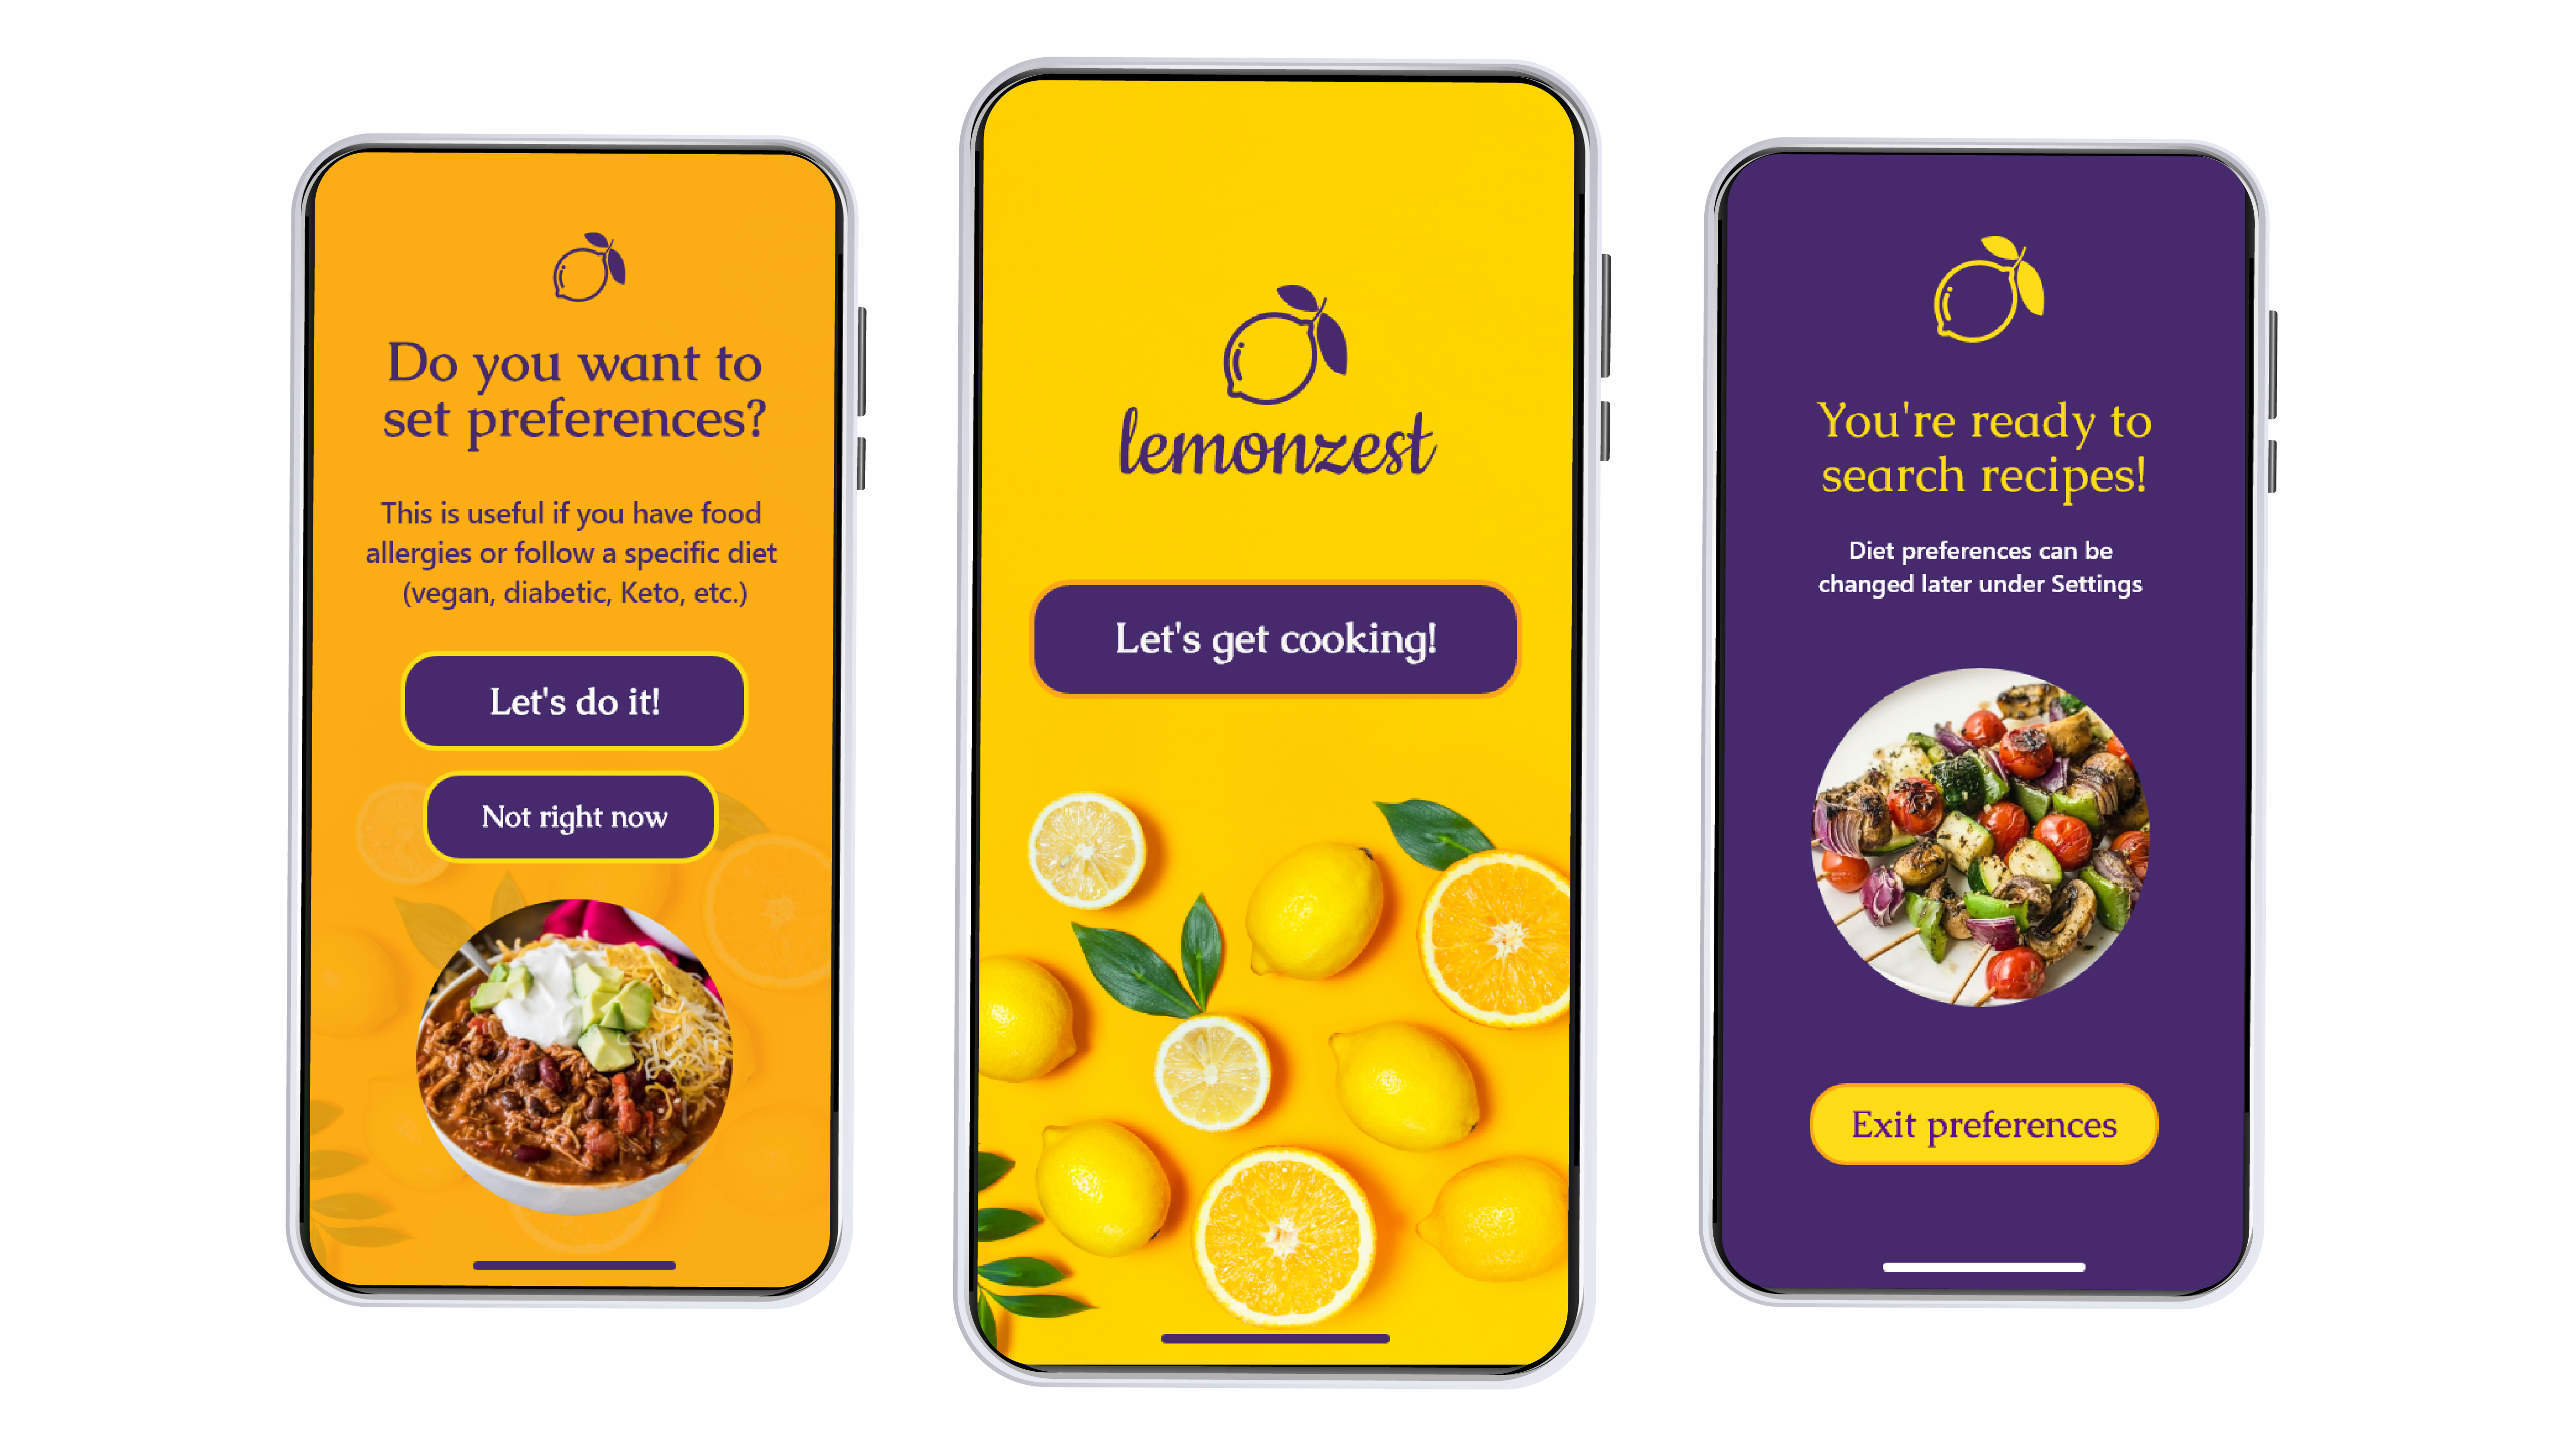 Do you want to
set preferences?
This is useful if you have food
allergies or follow a specific diet
(vegan, diabetic, Keto, etc.)
Let's do it!
Not right now
lemonzest
Let's get cooking!
You're ready to
search recipes!
Diet preferences can be
changed later under Settings
Exit preferences